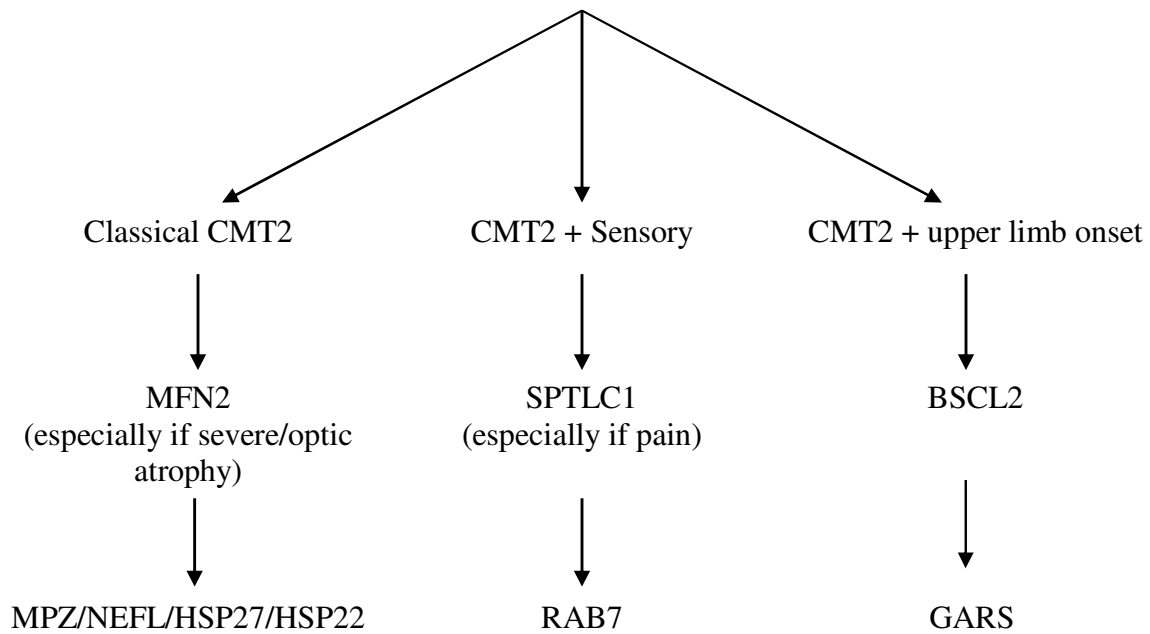 Classical CMT2
CMT2 + Sensory
CMT2 + upper limb onset
MFN2
(especially if severe/optic
atrophy)
SPTLC1
(especially if pain)
BSCL2
MPZ/NEFL/HSP27/HSP22
RAB7
GARS